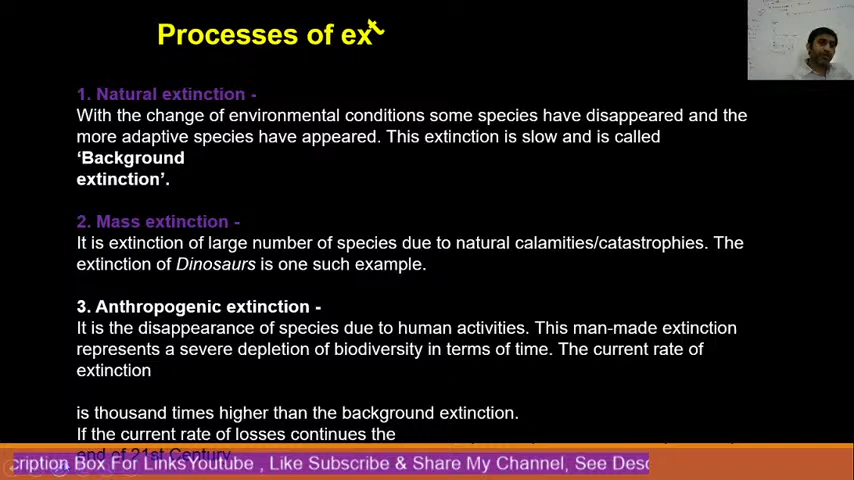 Processes of ext
1. Natural extinction -
With the change of environmental conditions some species have disappeared and the
more adaptive species have appeared. This extinction is slow and is called
‘Background
extinction’.
2. Mass extinction -
It is extinction of large number of species due to natural calamities/catastrophies. The
extinction of Dinosaurs is one such example.
3. Anthropogenic extinction -
It is the disappearance of species due to human activities. This man-made extinction
represents a severe depletion of biodiversity in terms of time. The current rate of
extinction
is thousand times higher than the background extinction.
If the current rate of losses continues the
end of 21st Century
cription Box For LinksYoutube , Like Subscribe & Share My Channel, See Desc